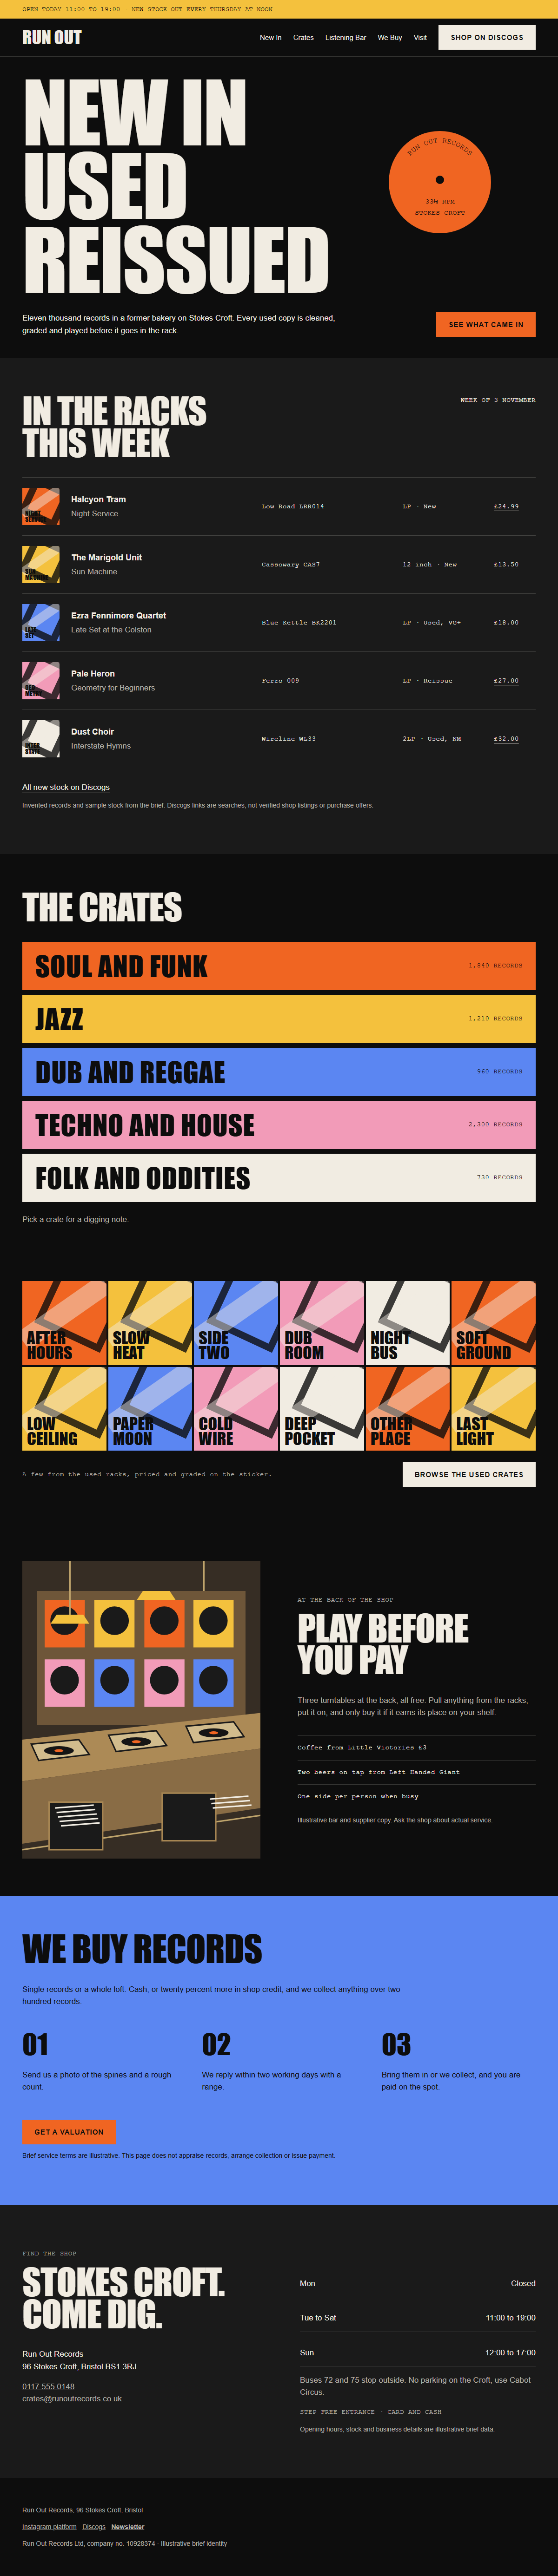 OPEN TODAY 11:00 TO 19:00 · NEW STOCK OUT EVERY THURSDAY AT NOON
RUN OUT
New In
Crates
Listening Bar
We Buy
Visit
SHOP ON DISCOGS
NEW IN
USED
REISSUED
RUN OUT RECORDS
33⅓ RPM
STOKES CROFT
Eleven thousand records in a former bakery on Stokes Croft. Every used copy is cleaned,
graded and played before it goes in the rack.
SEE WHAT CAME IN
IN THE RACKS
THIS WEEK
WEEK OF 3 NOVEMBER
Halcyon Tram
Night Service
Low Road LRR014
LP · New
£24.99
The Marigold Unit
Sun Machine
Cassowary CAS7
12 inch · New
£13.50
LATE
SET
Ezra Fennimore Quartet
Late Set at the Colston
Blue Kettle BK2201
LP · Used, VG+
£18.00
Pale Heron
Geometry for Beginners
Ferro 009
LP · Reissue
£27.00
INTER
STATE
Dust Choir
Interstate Hymns
Wireline WL33
2LP · Used, NM
£32.00
All new stock on Discogs
Invented records and sample stock from the brief. Discogs links are searches, not verified shop listings or purchase offers.
THE CRATES
SOUL AND FUNK
1,840 RECORDS
JAZZ
1,210 RECORDS
DUB AND REGGAE
960 RECORDS
TECHNO AND HOUSE
2,300 RECORDS
FOLK AND ODDITIES
730 RECORDS
Pick a crate for a digging note.
AFTER
HOURS
SLOW
HEAT
SIDE
TWO
DUB
ROOM
NIGHT
BUS
SOFT
GROUND
LOW
CEILING
PAPER
MOON
COLD
WIRE
DEEP
POCKET
OTHER
PLACE
LAST
LIGHT
A few from the used racks, priced and graded on the sticker.
BROWSE THE USED CRATES
AT THE BACK OF THE SHOP
PLAY BEFORE
YOU PAY
Three turntables at the back, all free. Pull anything from the racks,
put it on, and only buy it if it earns its place on your shelf.
Coffee from Little Victories £3
Two beers on tap from Left Handed Giant
One side per person when busy
Illustrative bar and supplier copy. Ask the shop about actual service.
WE BUY RECORDS
Single records or a whole loft. Cash, or twenty percent more in shop credit, and we collect anything over two
hundred records.
01
Send us a photo of the spines and a rough
count.
02
We reply within two working days with a
range.
03
Bring them in or we collect, and you are
paid on the spot.
GET A VALUATION
Brief service terms are illustrative. This page does not appraise records, arrange collection or issue payment.
FIND THE SHOP
STOKES CROFT.
COME DIG.
Run Out Records
96 Stokes Croft, Bristol BS1 3RJ
0117 555 0148
crates@runoutrecords.co.uk
Mon
Closed
Tue to Sat
11:00 to 19:00
Sun
12:00 to 17:00
Buses 72 and 75 stop outside. No parking on the Croft, use Cabot
Circus.
STEP FREE ENTRANCE · CARD AND CASH
Opening hours, stock and business details are illustrative brief data.
Run Out Records, 96 Stokes Croft, Bristol
Instagram platform · Discogs · Newsletter
Run Out Records Ltd, company no. 10928374 · Illustrative brief identity